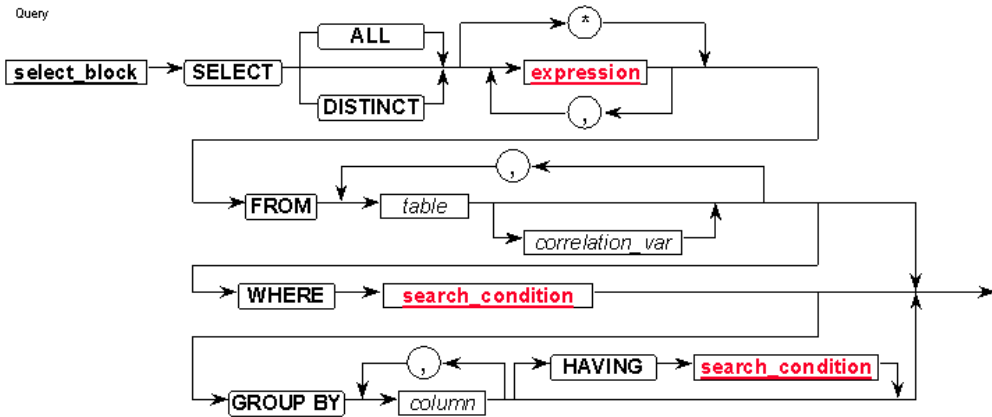 Query
ALL
*
select_block SELECT expression
DISTINCT ,
,
FROM table
correlation_var
WHERE search_condition
, HAVING search_condition
GROUP BY column